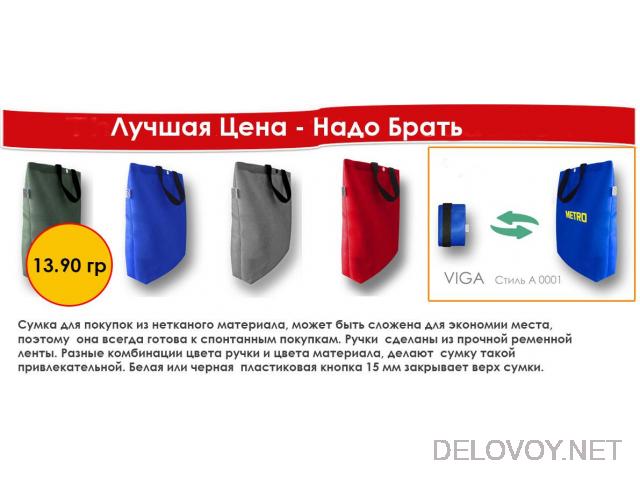 Лучшая Цена - Надо Брать
METRO
13.90 гр
VIGA Стиль A 0001
Сумка для покупок из нетканого материала, может быть сложена для экономии места,
поэтому она всегда готова к спонтанным покупкам. Ручки сделаны из прочной ременной
ленты. Разные комбинации цвета ручки и цвета материала, делают сумку такой
привлекательной. Белая или черная пластиковая кнопка 15 мм закрывает верх сумки.
DELOVOY.NET